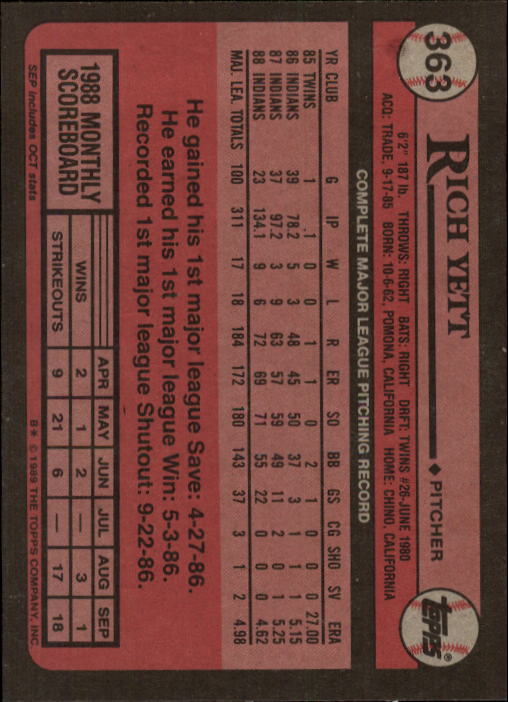 363
RICH YETT ♦ PITCHER
topps®
6'2" 187 lb. THROWS: RIGHT BATS: RIGHT DRFT: TWINS #26-JUNE 1980
ACQ: TRADE, 9-17-85 BORN: 10-6-62, POMONA, CALIFORNIA HOME: CHINO, CALIFORNIA
COMPLETE MAJOR LEAGUE PITCHING RECORD
YR CLUB G IP W L R ER SO BB GS CG SHO SV ERA
85 TWINS 1 .1 0 0 1 1 0 2 1 0 0 0 27.00
86 INDIANS 39 78.2 5 3 48 45 50 37 3 1 1 1 5.15
87 INDIANS 37 97.2 3 9 63 57 59 49 11 2 0 1 5.25
88 INDIANS 23 134.1 9 6 72 69 71 55 22 0 0 0 4.62
MAJ. LEA. TOTALS 100 311 17 18 184 172 180 143 37 3 1 2 4.98
He gained his 1st major league Save: 4-27-86.
He earned his 1st major league Win: 5-3-86.
Recorded 1st major league Shutout: 9-22-86.
1988 MONTHLY
SCOREBOARD
APR MAY JUN JUL AUG SEP
WINS 2 1 2 — 3 1
STRIKEOUTS 9 21 6 — 17 18
SEP includes OCT stats
B* © 1989 THE TOPPS COMPANY, INC.